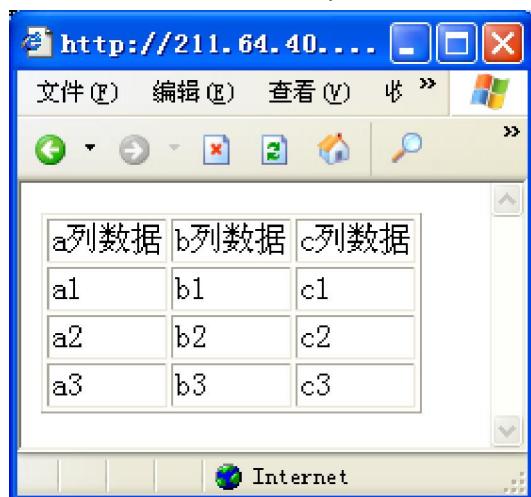 http://211.64.40....
文件(F) 编辑(E) 查看(V) 收 »
»
a列数据 b列数据 c列数据
a1 b1 c1
a2 b2 c2
a3 b3 c3
Internet